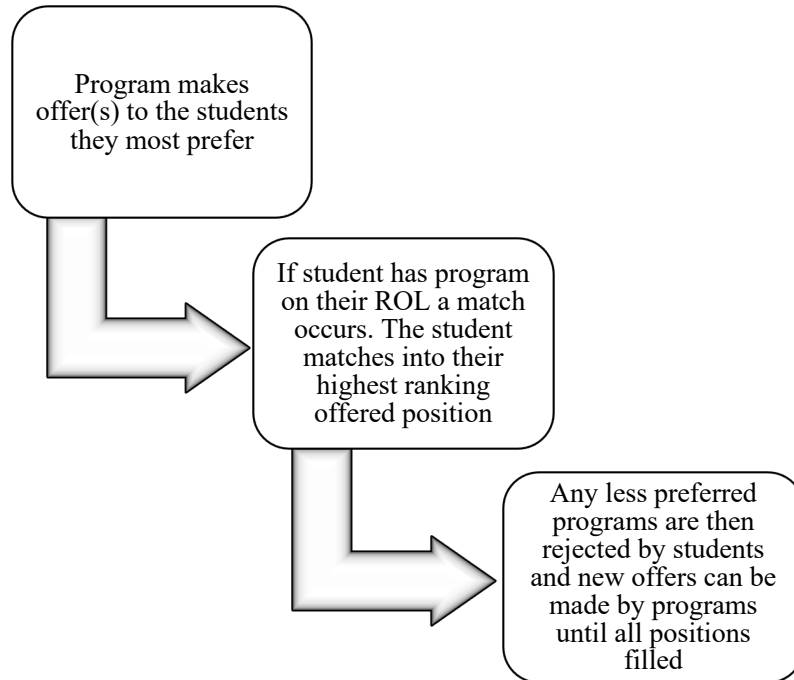 Program makes
offer(s) to the students
they most prefer
If student has program
on their ROL a match
occurs. The student
matches into their
highest ranking
offered position
Any less preferred
programs are then
rejected by students
and new offers can be
made by programs
until all positions
filled